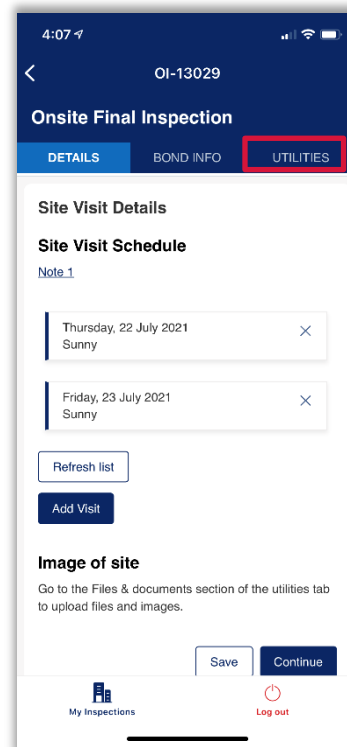 4:07
OI-13029
Onsite Final Inspection
DETAILS BOND INFO UTILITIES
Site Visit Details
Site Visit Schedule
Note 1
Thursday, 22 July 2021
Sunny
Friday, 23 July 2021
Sunny
Refresh list
Add Visit
Image of site
Go to the Files & documents section of the utilities tab
to upload files and images.
Save Continue
My Inspections Log out